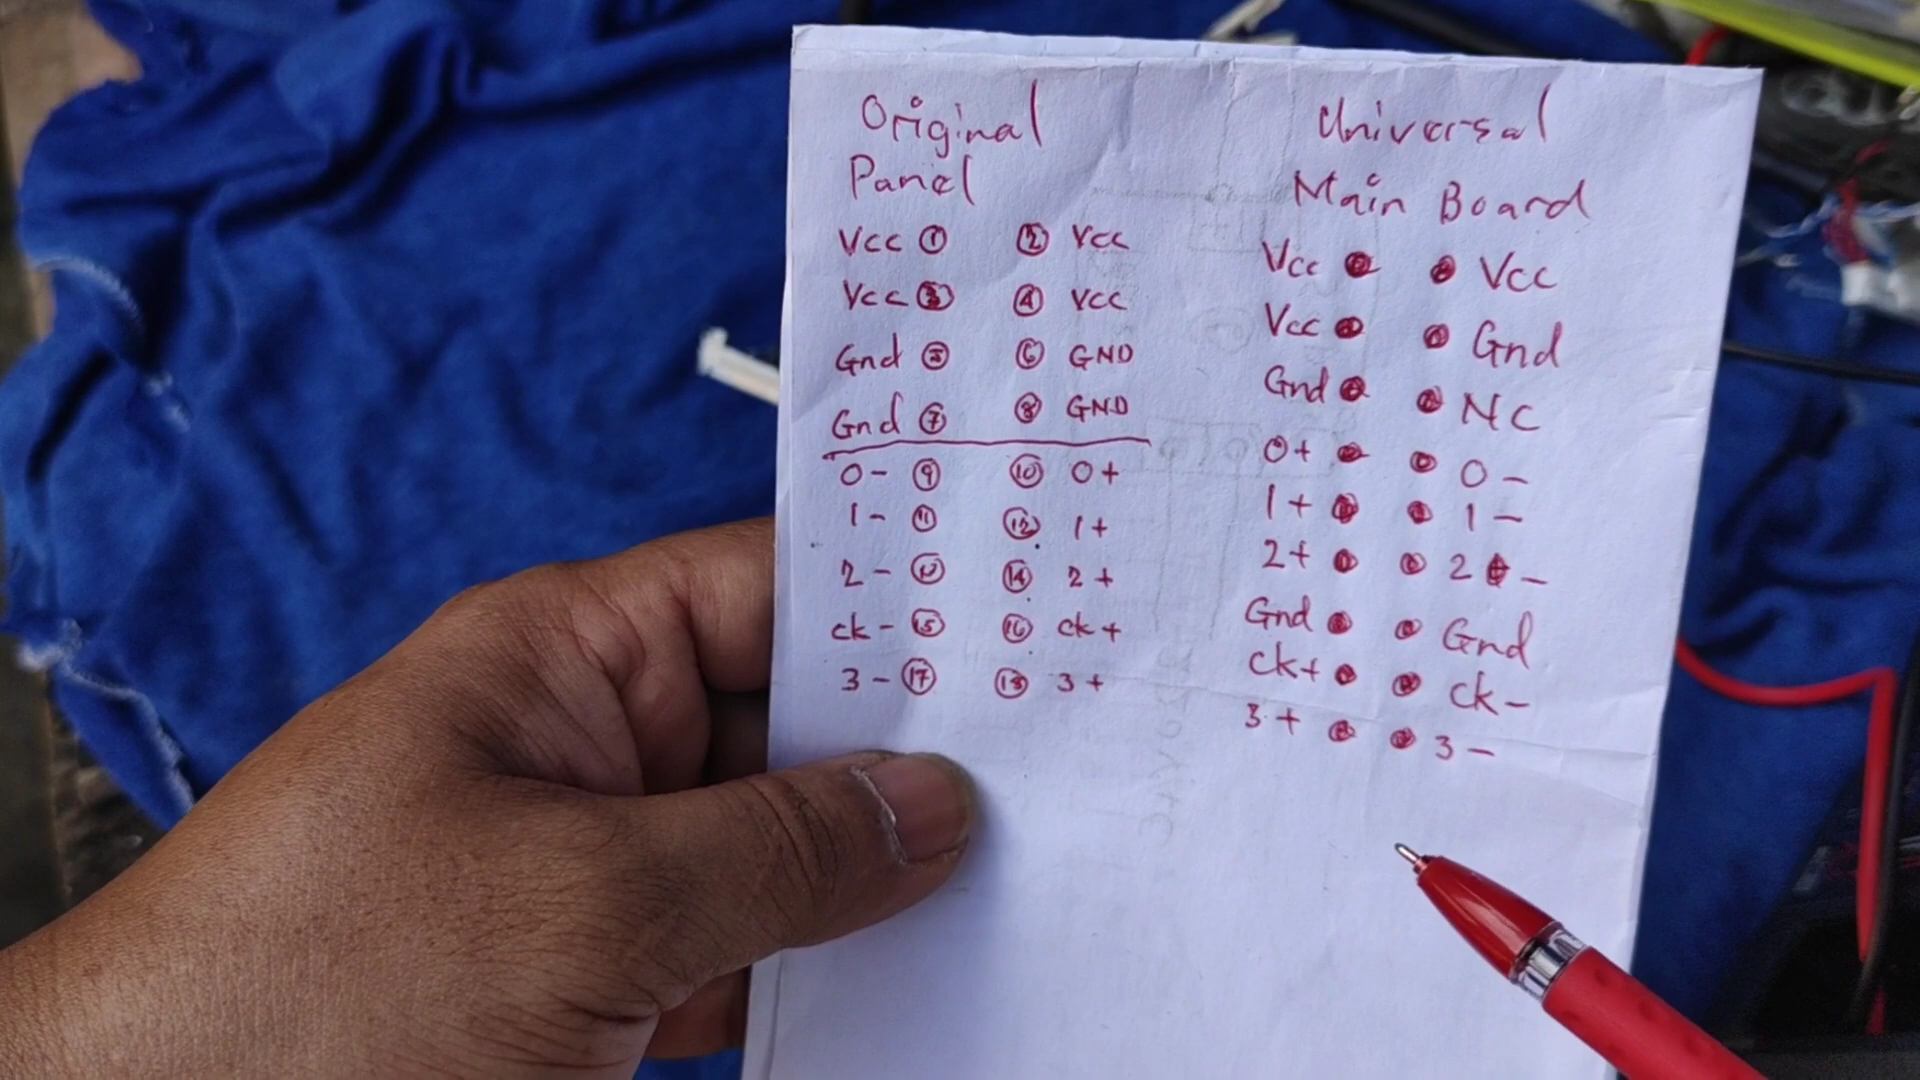 Original
Panel
Vcc ① ② Vcc
Vcc ③ ④ VCC
Gnd ⑤ ⑥ GND
Gnd ⑦ ⑧ GND
0- ⑨ ⑩ 0+
1- ⑪ ⑫ 1+
2- ⑬ ⑭ 2+
ck- ⑮ ⑯ ck+
3- ⑰ ⑱ 3+
Universal
Main Board
Vcc Vcc
Vcc Gnd
Gnd NC
0+ 0-
1+ 1-
2+ 2-
Gnd Gnd
ck+ ck-
3+ 3-